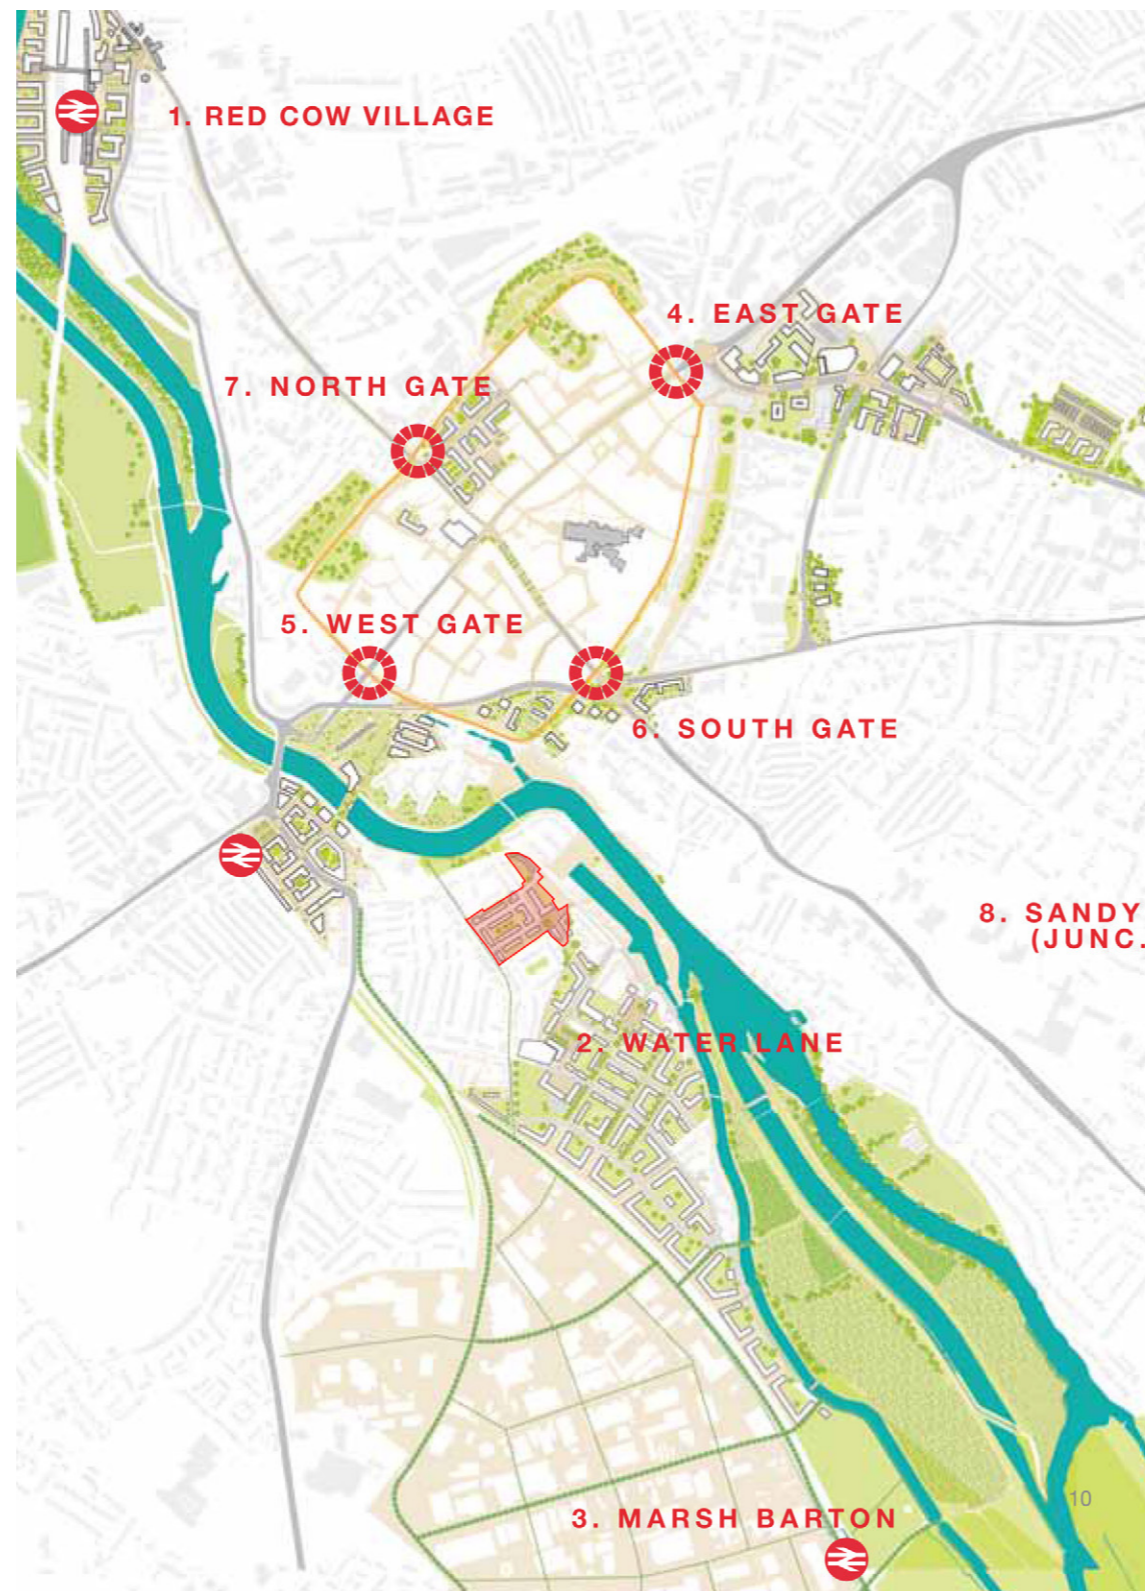 1. RED COW VILLAGE
4. EAST GATE
7. NORTH GATE
5. WEST GATE
6. SOUTH GATE
8. SANDY
(JUNC.
2. WATER LANE
10
3. MARSH BARTON